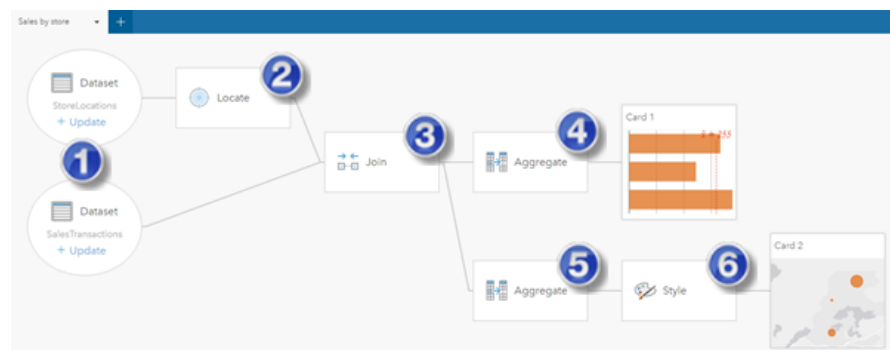 Sales by store
+
Dataset
StoreLocations
+ Update
1
2
Locate
Dataset
SalesTransactions
+ Update
3
Join
4
Aggregate
Card 1
5
Aggregate
6
Style
Card 2